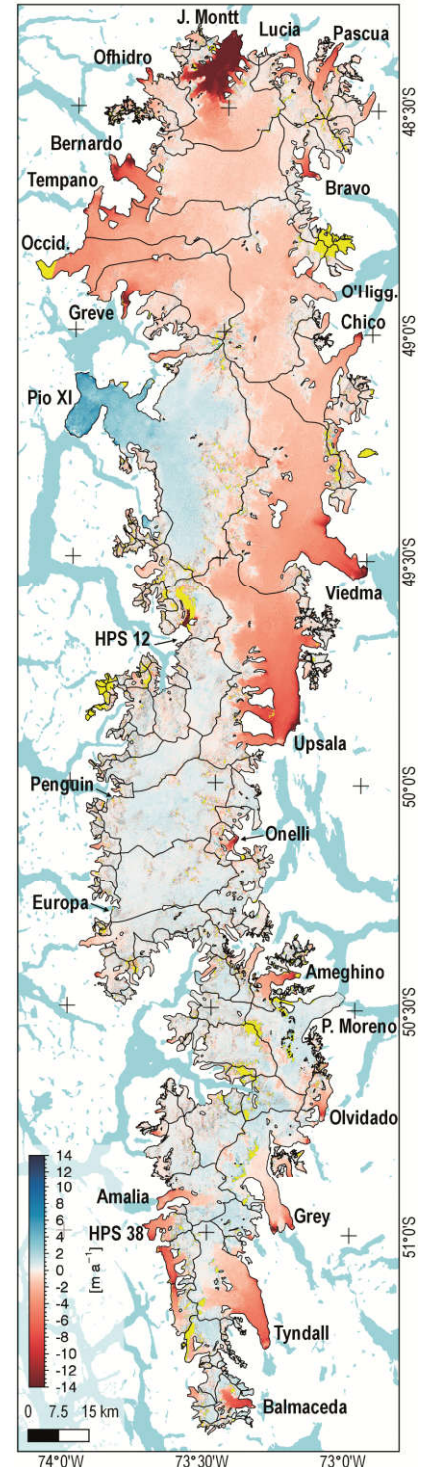 J. Montt
Lucia
Pascua
Ofhidro
48°30'S
Bernardo
Bravo
Tempano
Occid.
O'Higg.
Greve
Chico
49°0'S
Pio XI
49°30'S
Viedma
HPS 12
Upsala
50°0'S
Penguin
Onelli
Europa
Ameghino
P. Moreno
50°30'S
Olvidado
14
12
10
8
6
4
2
0
-2
-4
-6
-8
-10
-12
-14
[m a⁻¹]
Amalia
Grey
HPS 38
51°0'S
Tyndall
0 7.5 15 km
Balmaceda
74°0'W 73°30'W 73°0'W